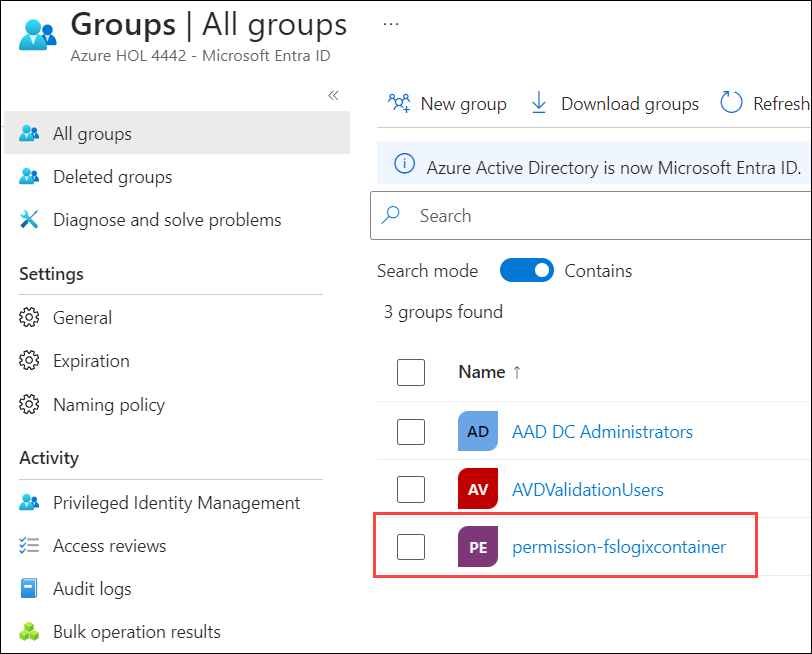 Groups | All groups
...
Azure HOL 4442 - Microsoft Entra ID
«
All groups
Deleted groups
Diagnose and solve problems
Settings
General
Expiration
Naming policy
Activity
Privileged Identity Management
Access reviews
Audit logs
Bulk operation results
New group
Download groups
Refresh
Azure Active Directory is now Microsoft Entra ID.
Search
Search mode
Contains
3 groups found
Name ↑
AD AAD DC Administrators
AV AVDValidationUsers
PE permission-fslogixcontainer